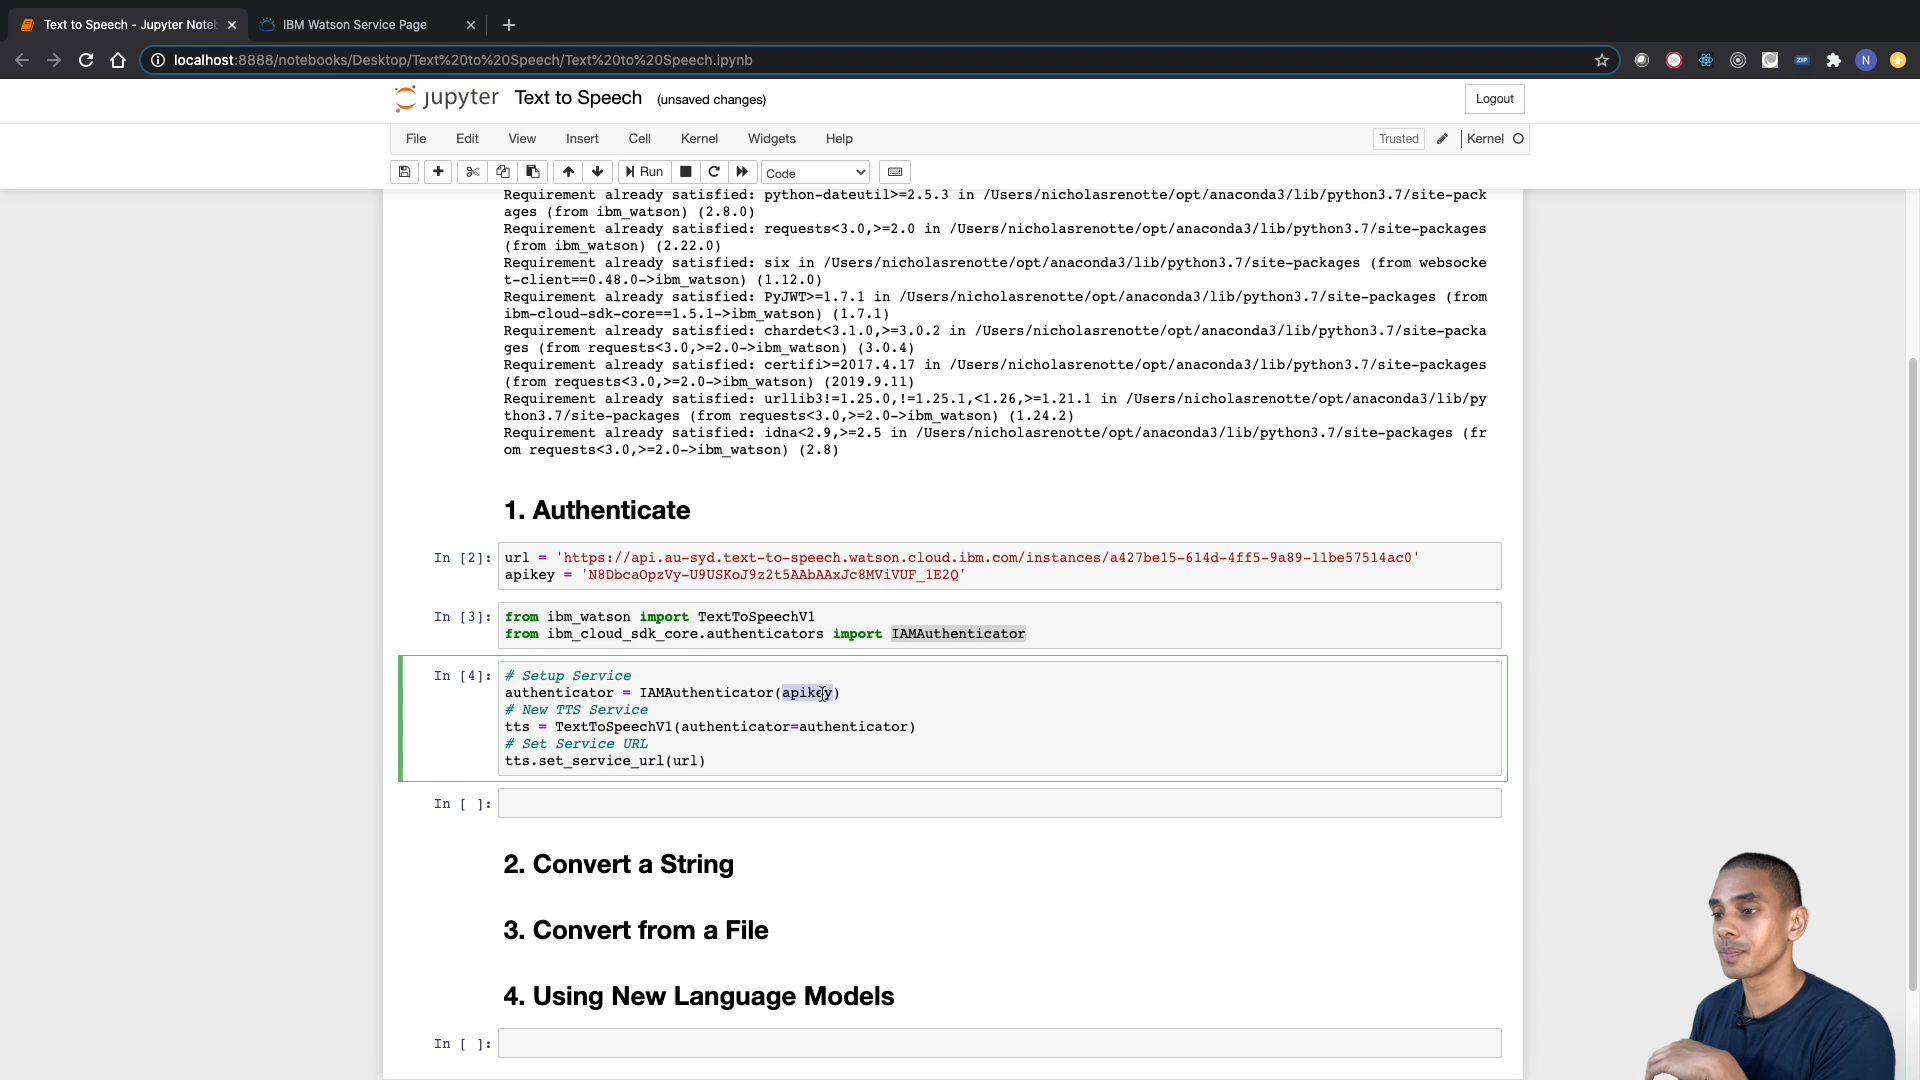 Text to Speech - Jupyter Note
IBM Watson Service Page
localhost:8888/notebooks/Desktop/Text%20to%20Speech/Text%20to%20Speech.ipynb
ZIP
N
jupyter Text to Speech (unsaved changes)
Logout
File Edit View Insert Cell Kernel Widgets Help
Trusted Kernel
Run Code
Requirement already satisfied: python-dateutil>=2.5.3 in /Users/nicholasrenotte/opt/anaconda3/lib/python3.7/site-pack
ages (from ibm_watson) (2.8.0)
Requirement already satisfied: requests<3.0,>=2.0 in /Users/nicholasrenotte/opt/anaconda3/lib/python3.7/site-packages
(from ibm_watson) (2.22.0)
Requirement already satisfied: six in /Users/nicholasrenotte/opt/anaconda3/lib/python3.7/site-packages (from websocke
t-client==0.48.0->ibm_watson) (1.12.0)
Requirement already satisfied: PyJWT>=1.7.1 in /Users/nicholasrenotte/opt/anaconda3/lib/python3.7/site-packages (from
ibm-cloud-sdk-core==1.5.1->ibm_watson) (1.7.1)
Requirement already satisfied: chardet<3.1.0,>=3.0.2 in /Users/nicholasrenotte/opt/anaconda3/lib/python3.7/site-packa
ges (from requests<3.0,>=2.0->ibm_watson) (3.0.4)
Requirement already satisfied: certifi>=2017.4.17 in /Users/nicholasrenotte/opt/anaconda3/lib/python3.7/site-packages
(from requests<3.0,>=2.0->ibm_watson) (2019.9.11)
Requirement already satisfied: urllib3!=1.25.0,!=1.25.1,<1.26,>=1.21.1 in /Users/nicholasrenotte/opt/anaconda3/lib/py
thon3.7/site-packages (from requests<3.0,>=2.0->ibm_watson) (1.24.2)
Requirement already satisfied: idna<2.9,>=2.5 in /Users/nicholasrenotte/opt/anaconda3/lib/python3.7/site-packages (fr
om requests<3.0,>=2.0->ibm_watson) (2.8)
1. Authenticate
In [2]: url = 'https://api.au-syd.text-to-speech.watson.cloud.ibm.com/instances/a427be15-614d-4ff5-9a89-11be57514ac0'
apikey = 'N8DbcaOpzVy-U9USKoJ9z2t5AAbAAxJc8MViVUF_1E2Q'
In [3]: from ibm_watson import TextToSpeechV1
from ibm_cloud_sdk_core.authenticators import IAMAuthenticator
In [4]: # Setup Service
authenticator = IAMAuthenticator(apikey)
# New TTS Service
tts = TextToSpeechV1(authenticator=authenticator)
# Set Service URL
tts.set_service_url(url)
In [ ]:
2. Convert a String
3. Convert from a File
4. Using New Language Models
In [ ]: